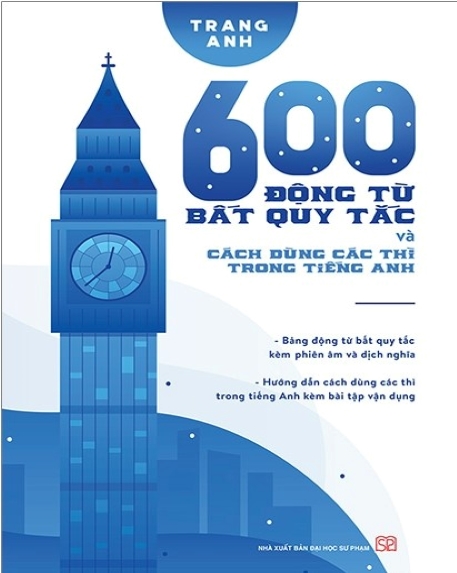 TRANG
ANH
600
ĐỘNG TỪ
BẤT QUY TẮC
và
CÁCH DÙNG CÁC THÌ
TRONG TIẾNG ANH
- Bảng động từ bất quy tắc
kèm phiên âm và dịch nghĩa
- Hướng dẫn cách dùng các thì
trong tiếng Anh kèm bài tập vận dụng
NHÀ XUẤT BẢN ĐẠI HỌC SƯ PHẠM
SP